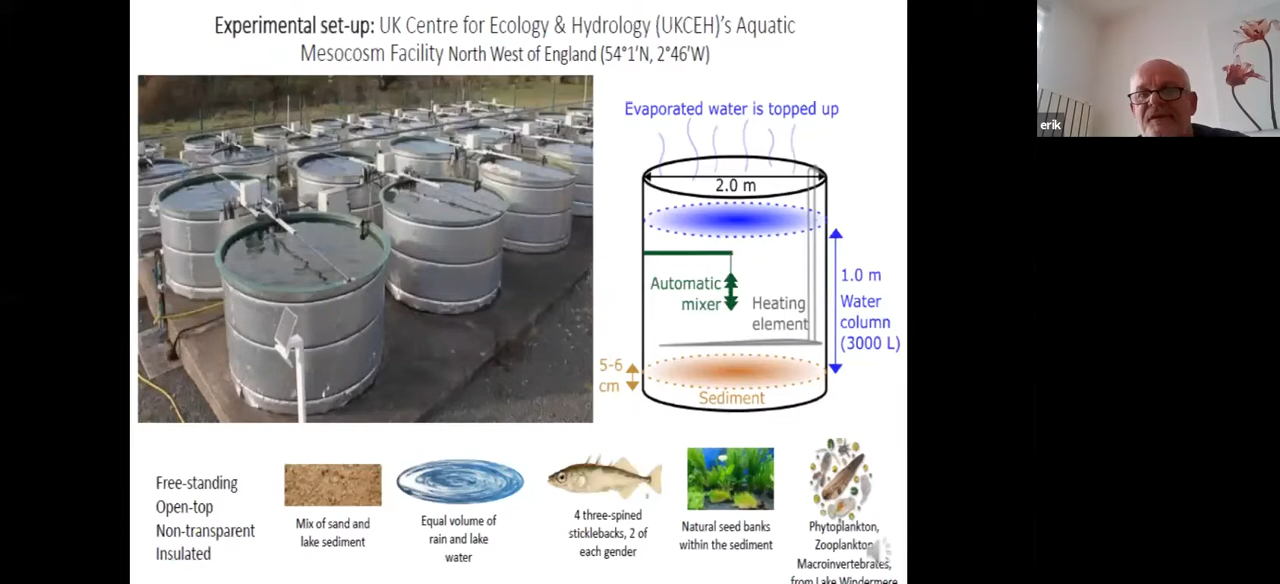 Experimental set-up: UK Centre for Ecology & Hydrology (UKCEH)'s Aquatic
Mesocosm Facility North West of England (54°1'N, 2°46'W)
erik
Evaporated water is topped up
2.0 m
Automatic
mixer
Heating
element
1.0 m
Water
column
(3000 L)
5-6
cm
Sediment
Free-standing
Open-top
Non-transparent
Insulated
Mix of sand and
lake sediment
Equal volume of
rain and lake
water
4 three-spined
sticklebacks, 2 of
each gender
Natural seed banks
within the sediment
Phytoplankton,
Zooplankton,
Macroinvertebrates,
from Lake Windermere